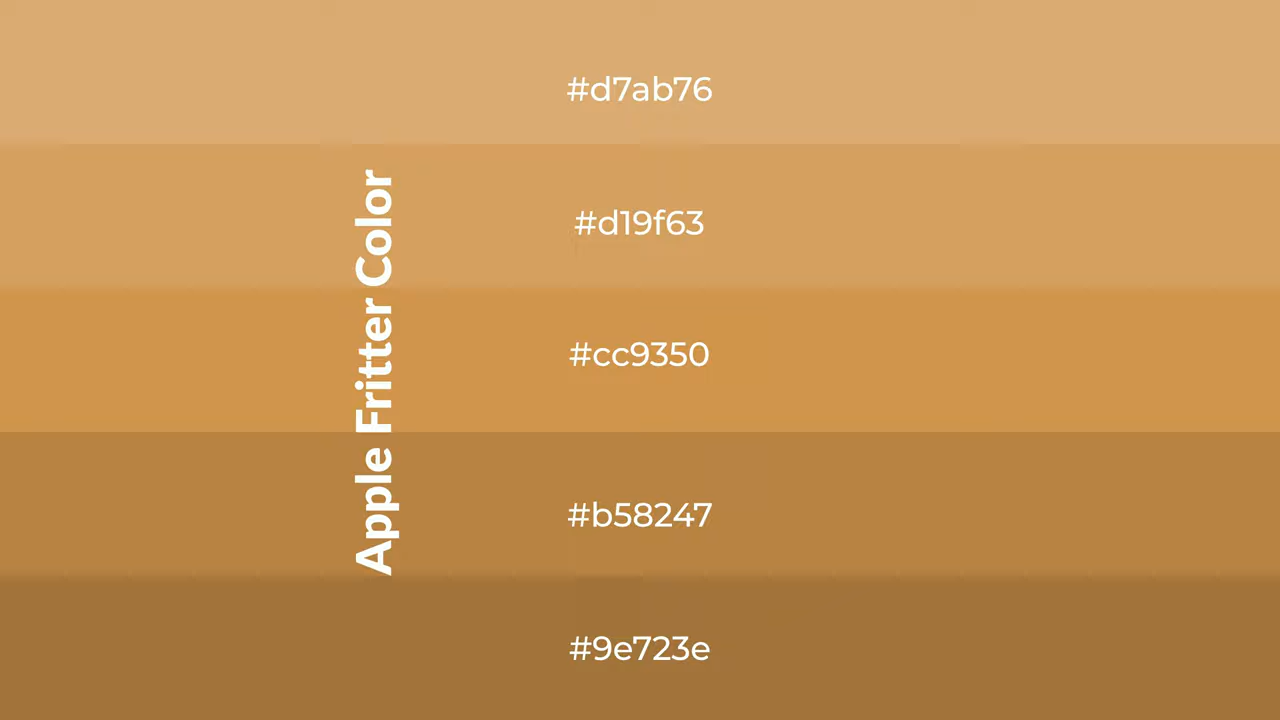 Apple Fritter Color
#d7ab76
#d19f63
#cc9350
#b58247
#9e723e